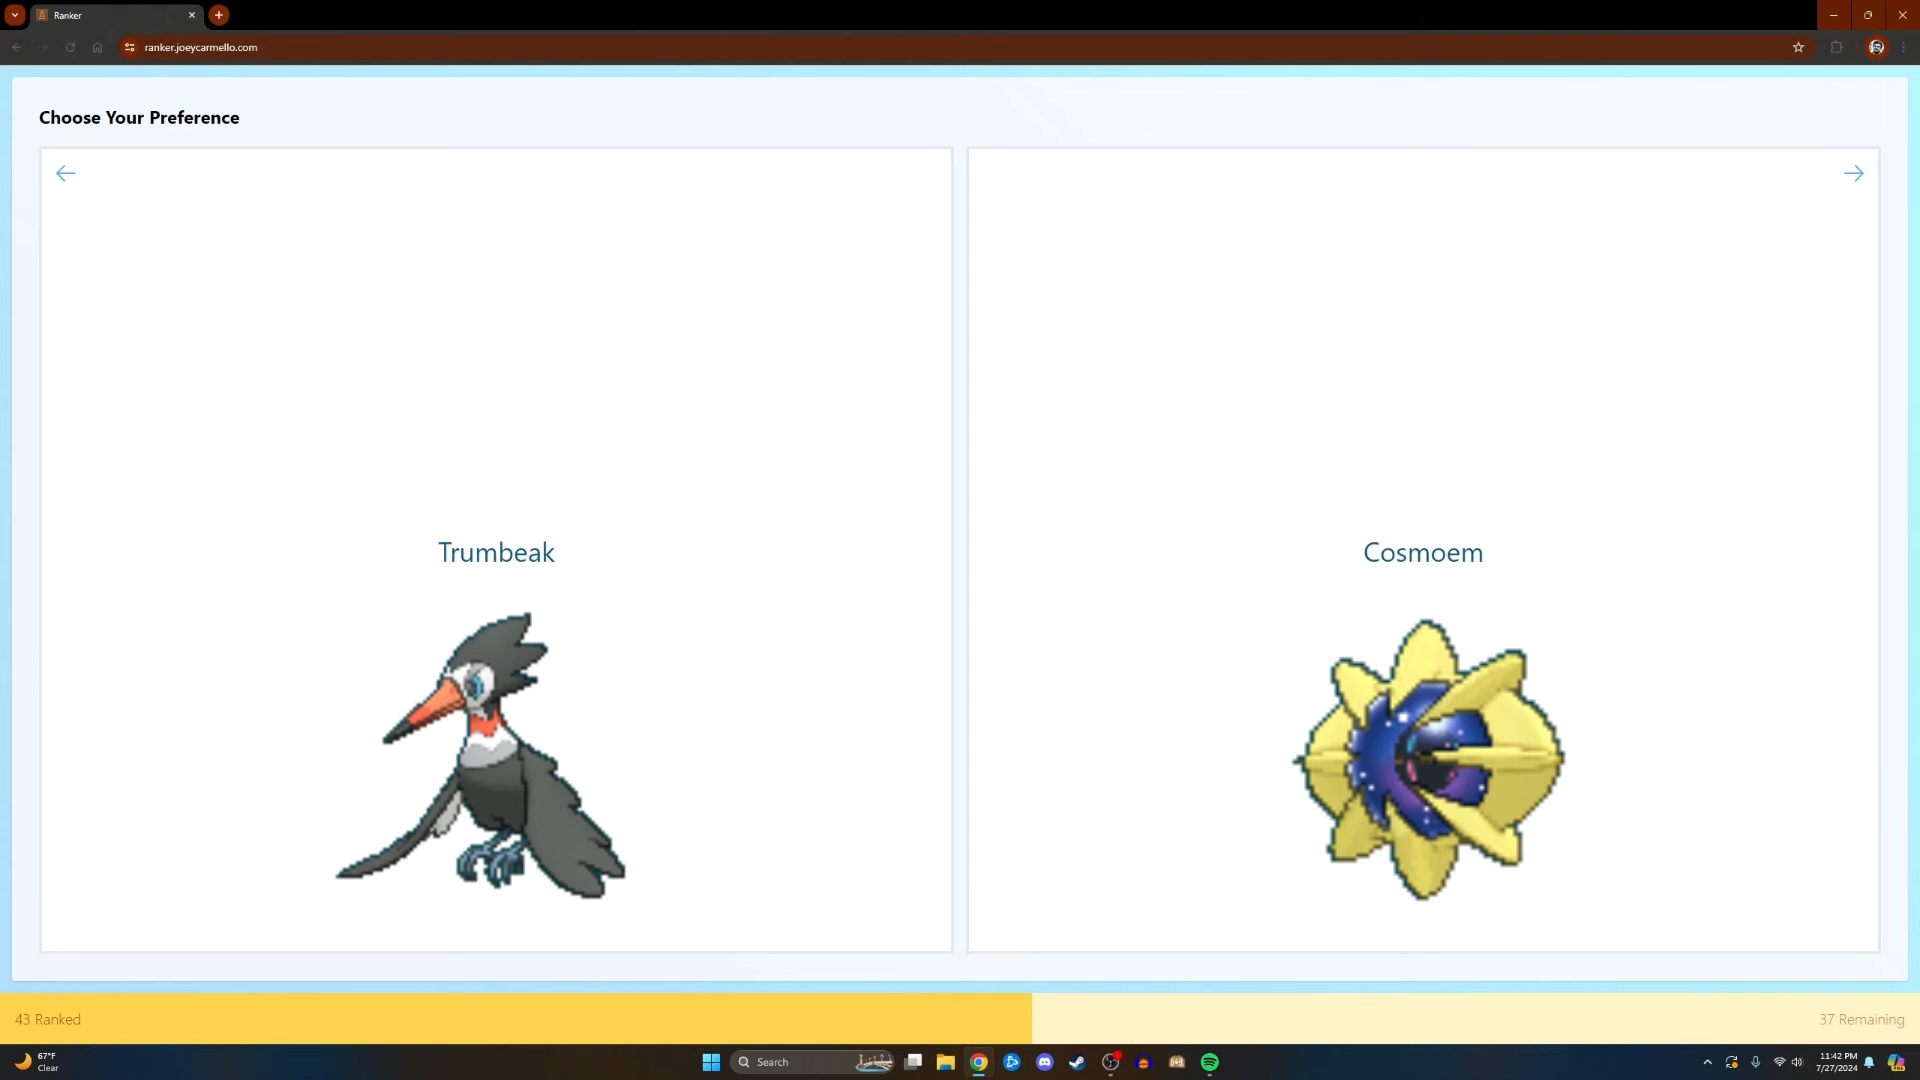 Ranker
ranker.joeycarmello.com
Choose Your Preference
Trumbeak
Cosmoem
43 Ranked
37 Remaining
67°F
Clear
Search
11:42 PM
7/27/2024